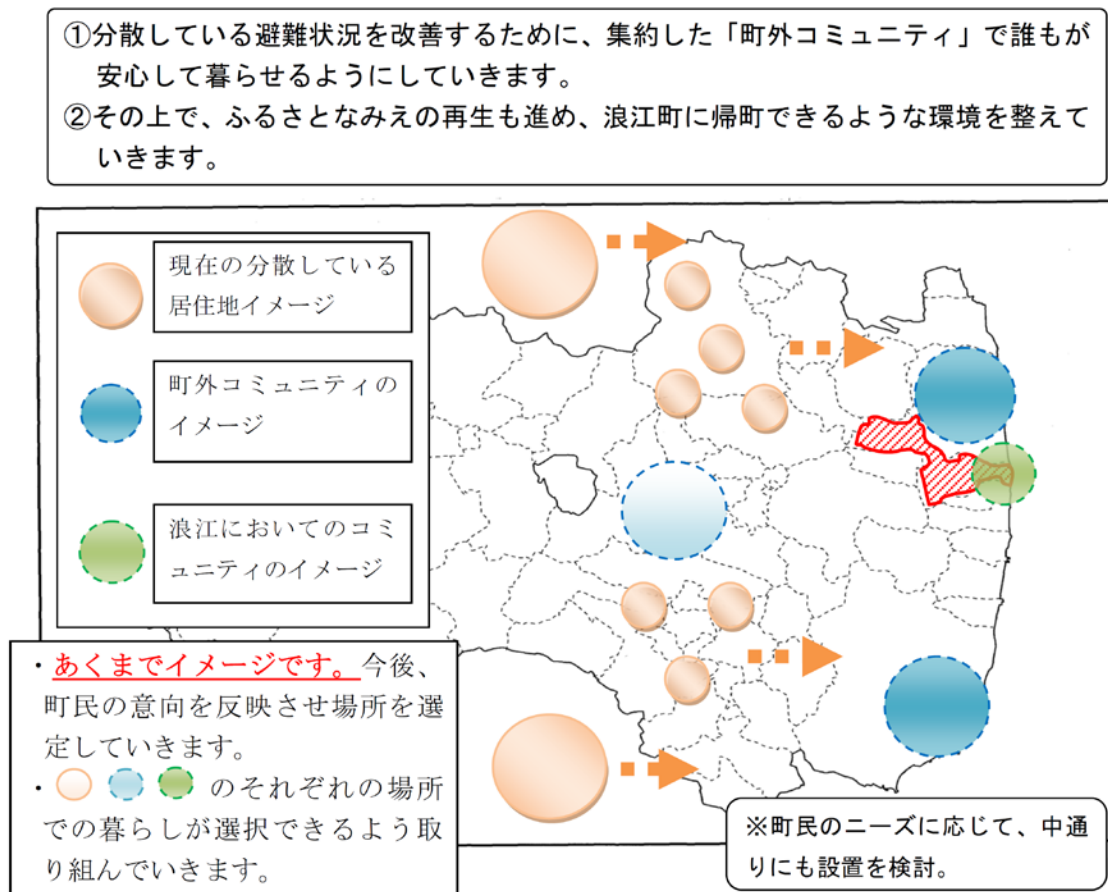 ①分散している避難状況を改善するために、集約した「町外コミュニティ」で誰もが
安心して暮らせるようにしていきます。
②その上で、ふるさとなみえの再生も進め、浪江町に帰町できるような環境を整えて
いきます。
現在の分散している
居住地イメージ
町外コミュニティの
イメージ
浪江においてのコミ
ュニティのイメージ
・あくまでイメージです。今後、
町民の意向を反映させ場所を選
定していきます。
・ のそれぞれの場所
での暮らしが選択できるよう取
り組んでいきます。
※町民のニーズに応じて、中通
りにも設置を検討。